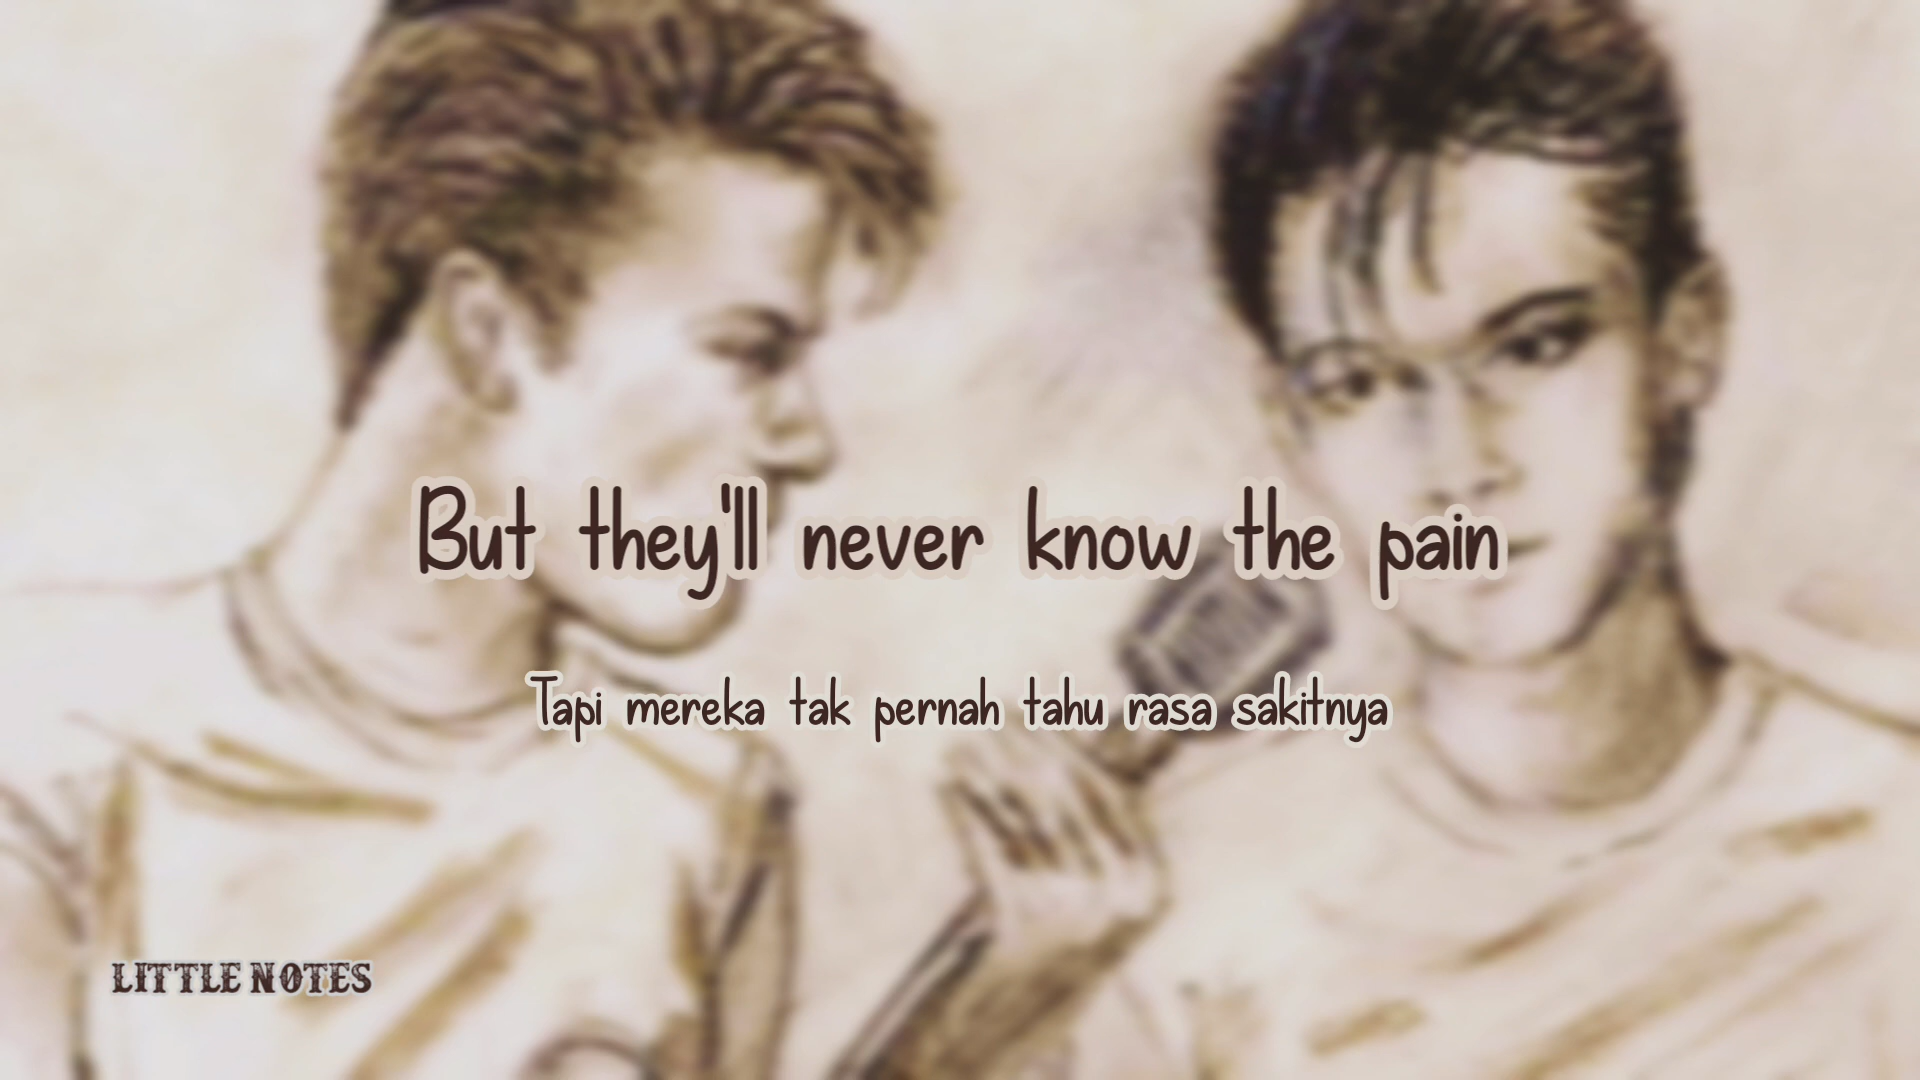 But they'll never know the pain
Tapi mereka tak pernah tahu rasa sakitnya
LITTLE NOTES